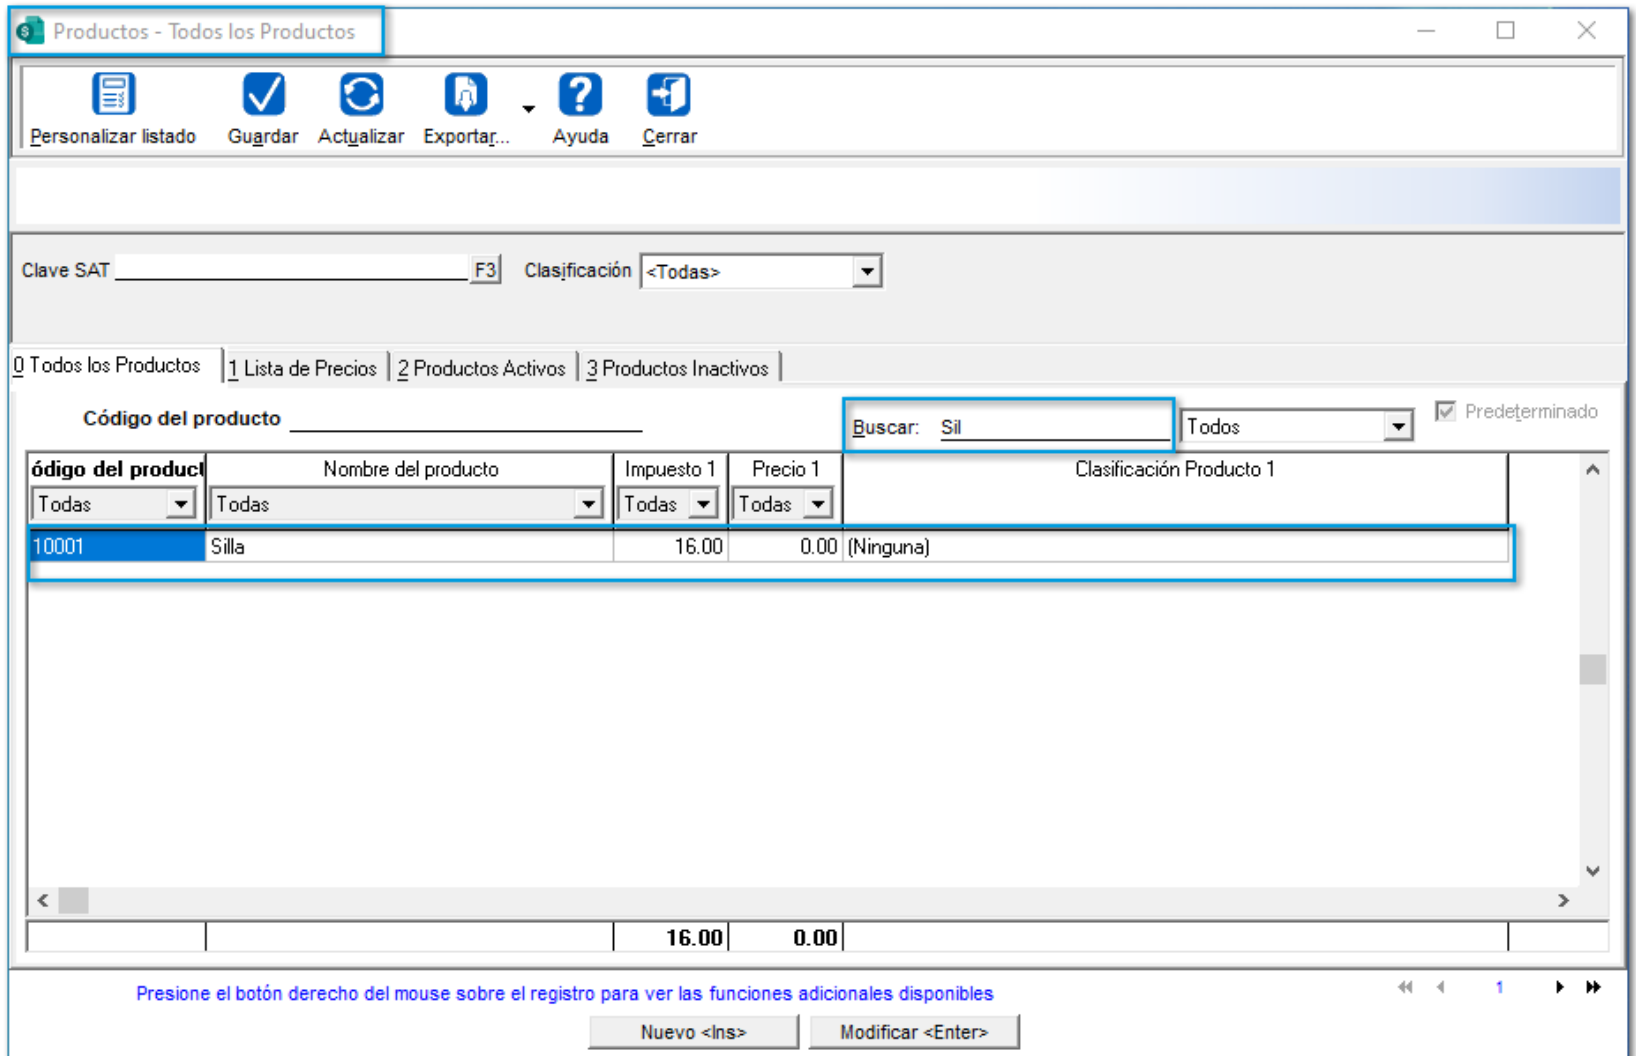 Productos - Todos los Productos
Personalizar listado Guardar Actualizar Exportar... Ayuda Cerrar
Clave SAT F3 Clasificación <Todas>
0 Todos los Productos 1 Lista de Precios 2 Productos Activos 3 Productos Inactivos
Código del producto Buscar: Sil Todos Predeterminado
ódigo del product Nombre del producto Impuesto 1 Precio 1 Clasificación Producto 1
Todas Todas Todas Todas
10001 Silla 16.00 0.00 (Ninguna)
16.00 0.00
Presione el botón derecho del mouse sobre el registro para ver las funciones adicionales disponibles 1
Nuevo <Ins> Modificar <Enter>